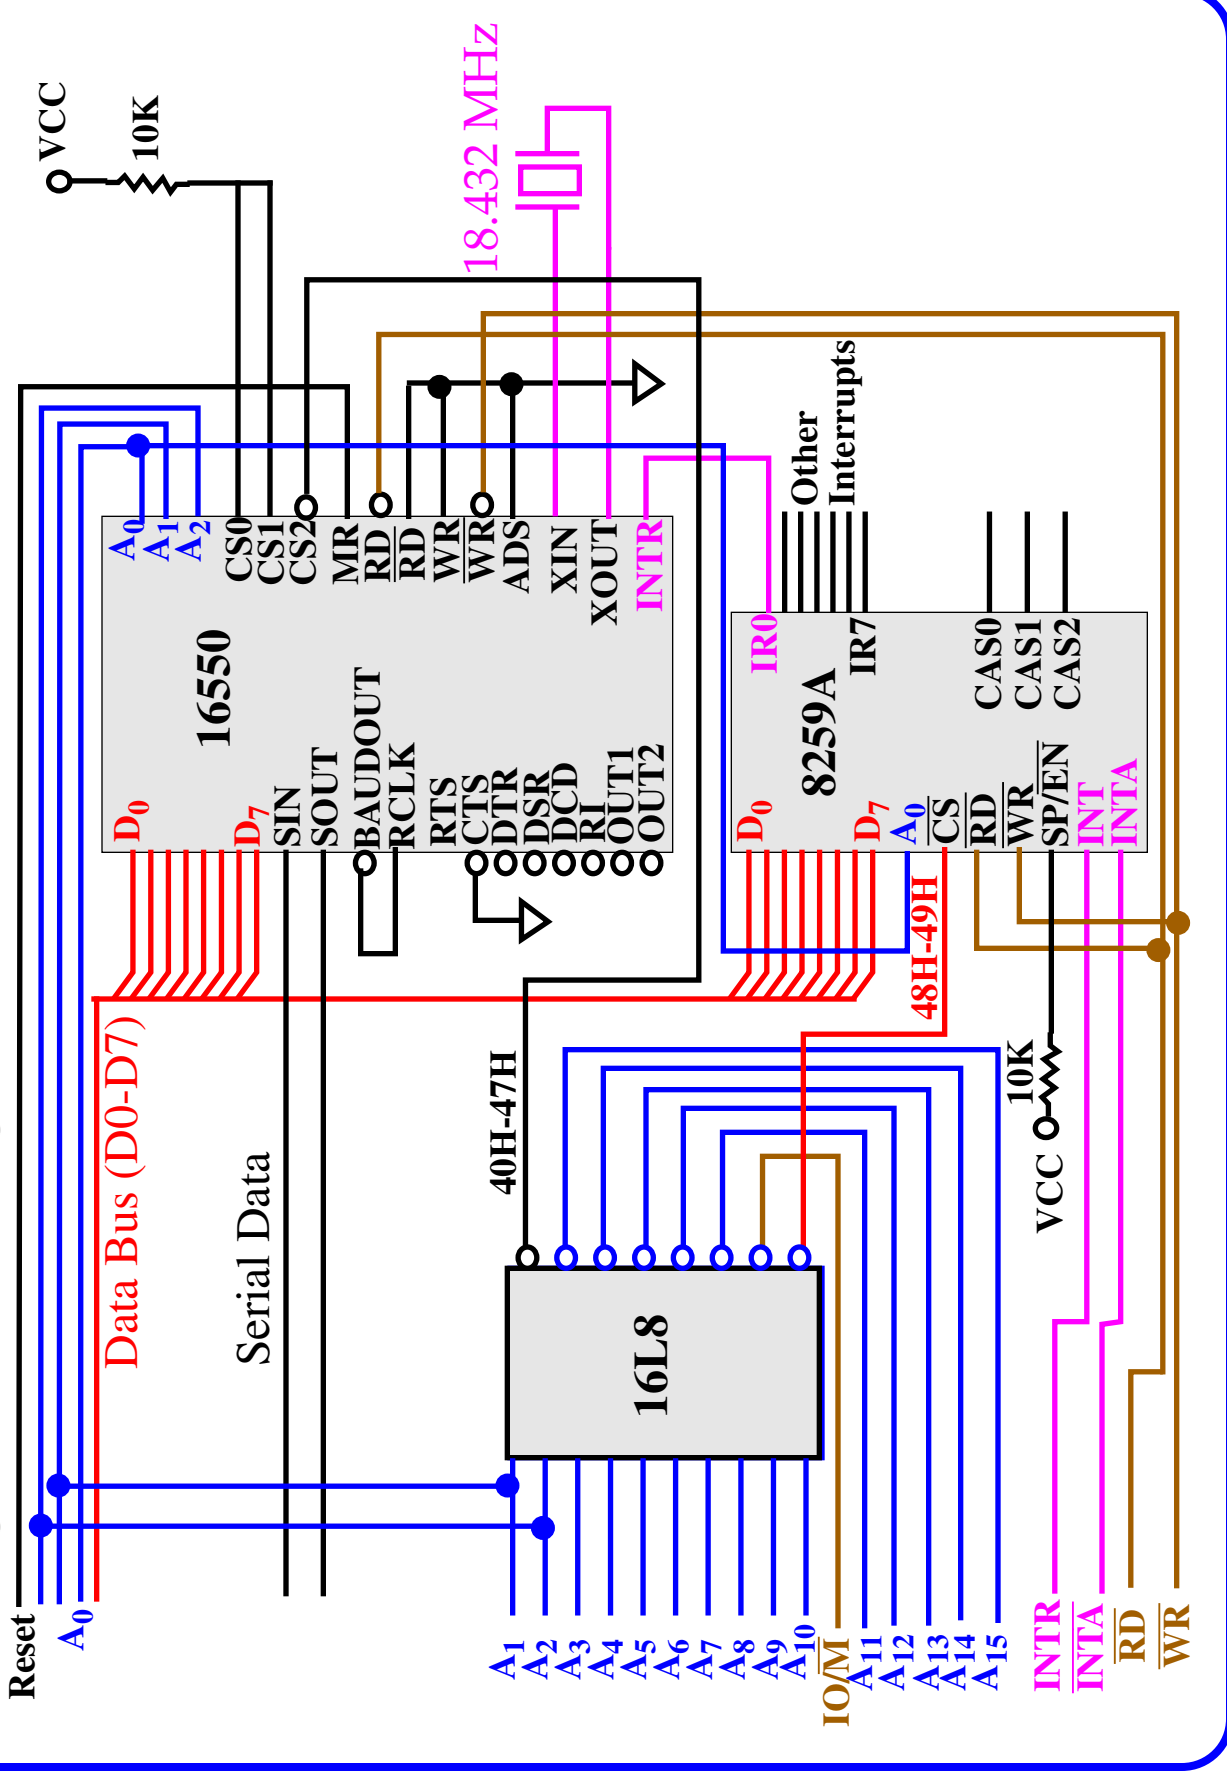 Reset
VCC
10K
A0
Data Bus (D0-D7)
D0
D7
16550
A0
A1
A2
CS0
CS1
CS2
MR
RD
RD
WR
WR
ADS
XIN
XOUT
INTR
SIN
SOUT
BAUDOUT
RCLK
RTS
CTS
DTR
DSR
DCD
RI
OUT1
OUT2
Serial Data
18.432 MHz
40H-47H
16L8
A1
A2
A3
A4
A5
A6
A7
A8
A9
A10
IO/M
A11
A12
A13
A14
A15
D0
D7
A0
CS
RD
WR
SP/EN
INT
INTA
8259A
IR0
IR7
CAS0
CAS1
CAS2
Other
Interrupts
48H-49H
10K
VCC
INTR
INTA
RD
WR